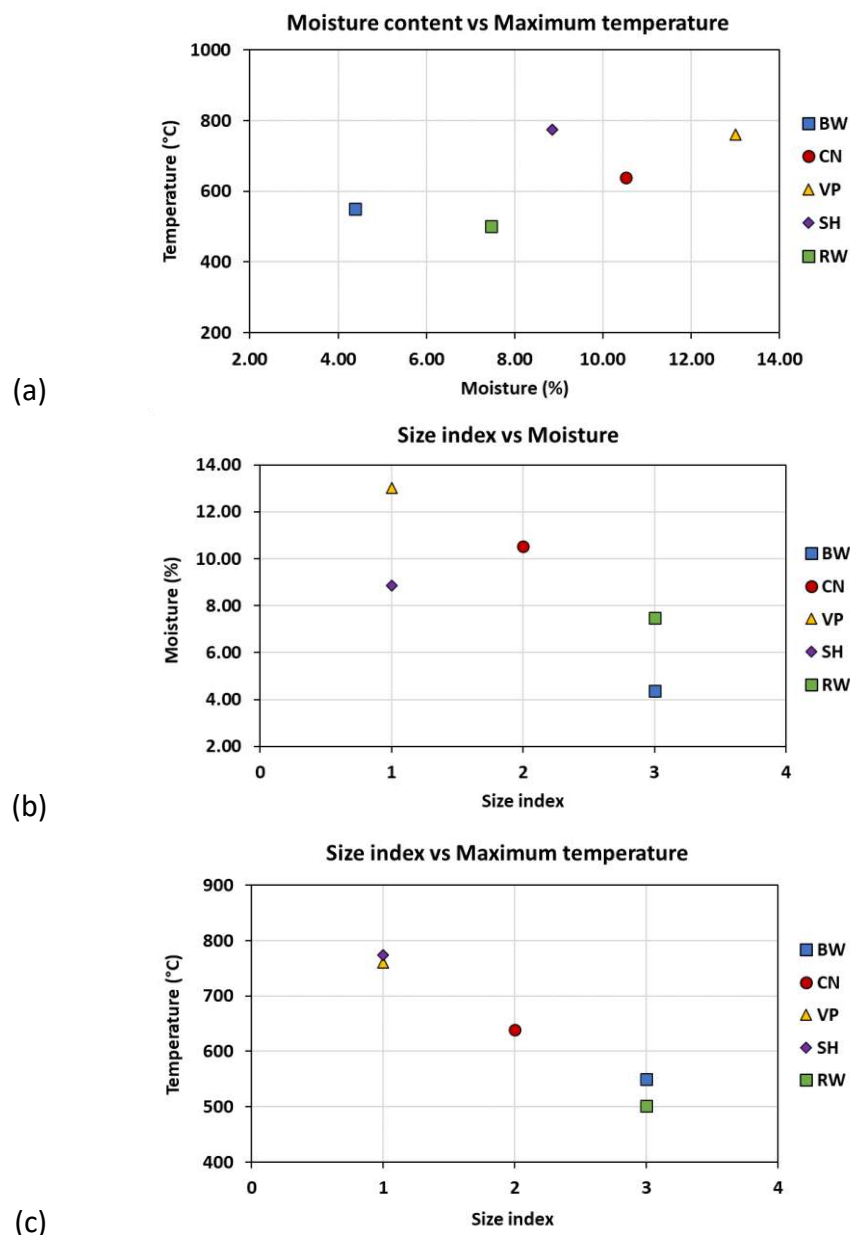 Moisture content vs Maximum temperature
1000
800
600
400
200
Temperature (°C)
2.00 4.00 6.00 8.00 10.00 12.00 14.00
Moisture (%)
BW
CN
VP
SH
RW
(a)
Size index vs Moisture
14.00
12.00
10.00
8.00
6.00
4.00
2.00
Moisture (%)
0 1 2 3 4
Size index
BW
CN
VP
SH
RW
(b)
Size index vs Maximum temperature
900
800
700
600
500
400
Temperature (°C)
0 1 2 3 4
Size index
BW
CN
VP
SH
RW
(c)